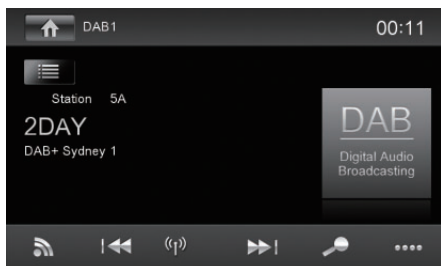 DAB1
00:11
Station 5A
2DAY
DAB+ Sydney 1
DAB
Digital Audio
Broadcasting